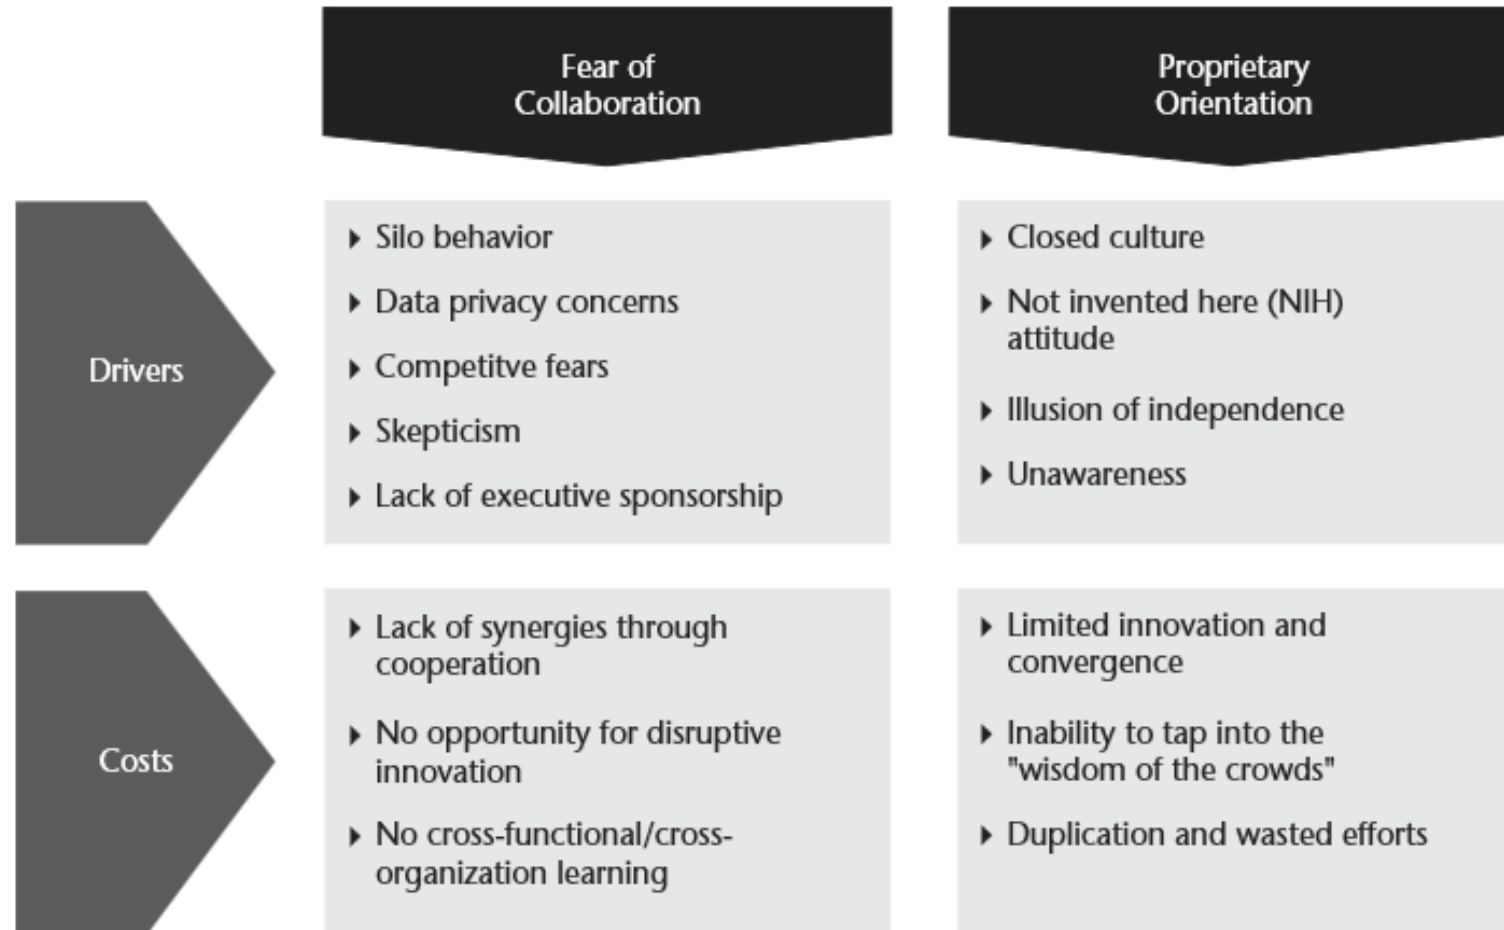 Fear of
Collaboration
Proprietary
Orientation
Drivers
Silo behavior
Data privacy concerns
Competitve fears
Skepticism
Lack of executive sponsorship
Closed culture
Not invented here (NIH)
attitude
Illusion of independence
Unawareness
Costs
Lack of synergies through
cooperation
No opportunity for disruptive
innovation
No cross-functional/cross-
organization learning
Limited innovation and
convergence
Inability to tap into the
"wisdom of the crowds"
Duplication and wasted efforts